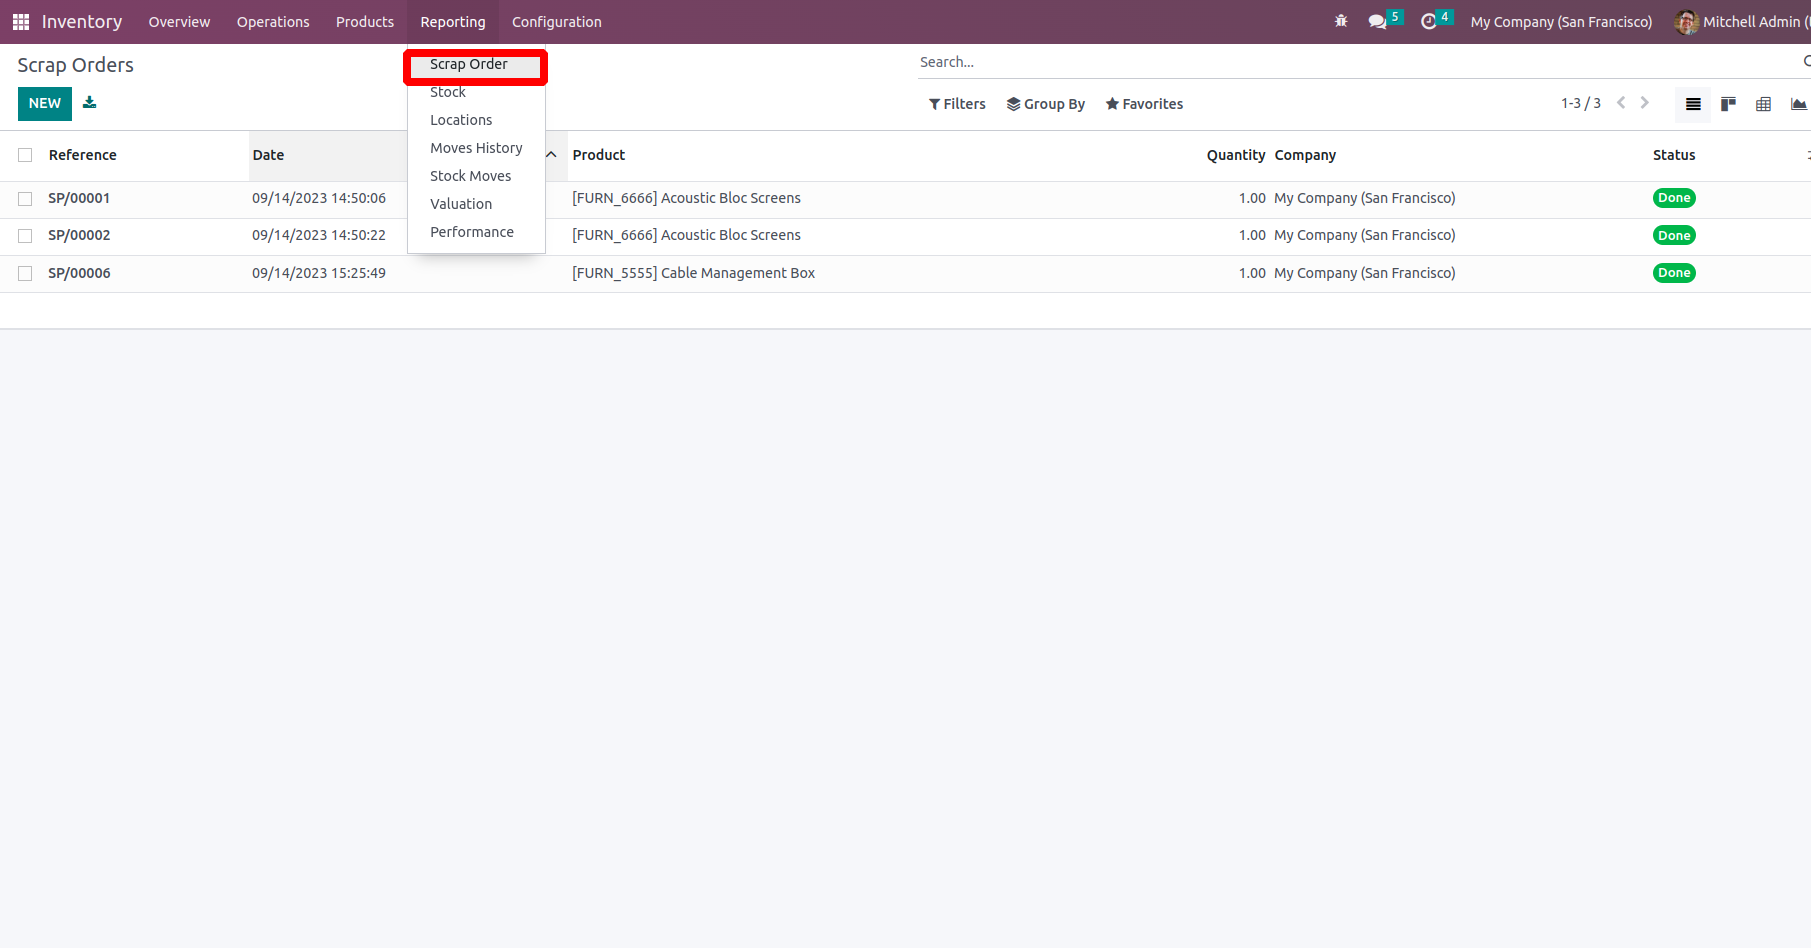 Inventory Overview Operations Products Reporting Configuration 5 4 My Company (San Francisco) Mitchell Admin (
Scrap Orders
Scrap Order
Search...
NEW
Stock
Filters Group By Favorites 1-3 / 3
Locations
Moves History
Reference Date Product Quantity Company Status
Stock Moves
SP/00001 09/14/2023 14:50:06 [FURN_6666] Acoustic Bloc Screens 1.00 My Company (San Francisco) Done
Valuation
Performance
SP/00002 09/14/2023 14:50:22 [FURN_6666] Acoustic Bloc Screens 1.00 My Company (San Francisco) Done
SP/00006 09/14/2023 15:25:49 [FURN_5555] Cable Management Box 1.00 My Company (San Francisco) Done